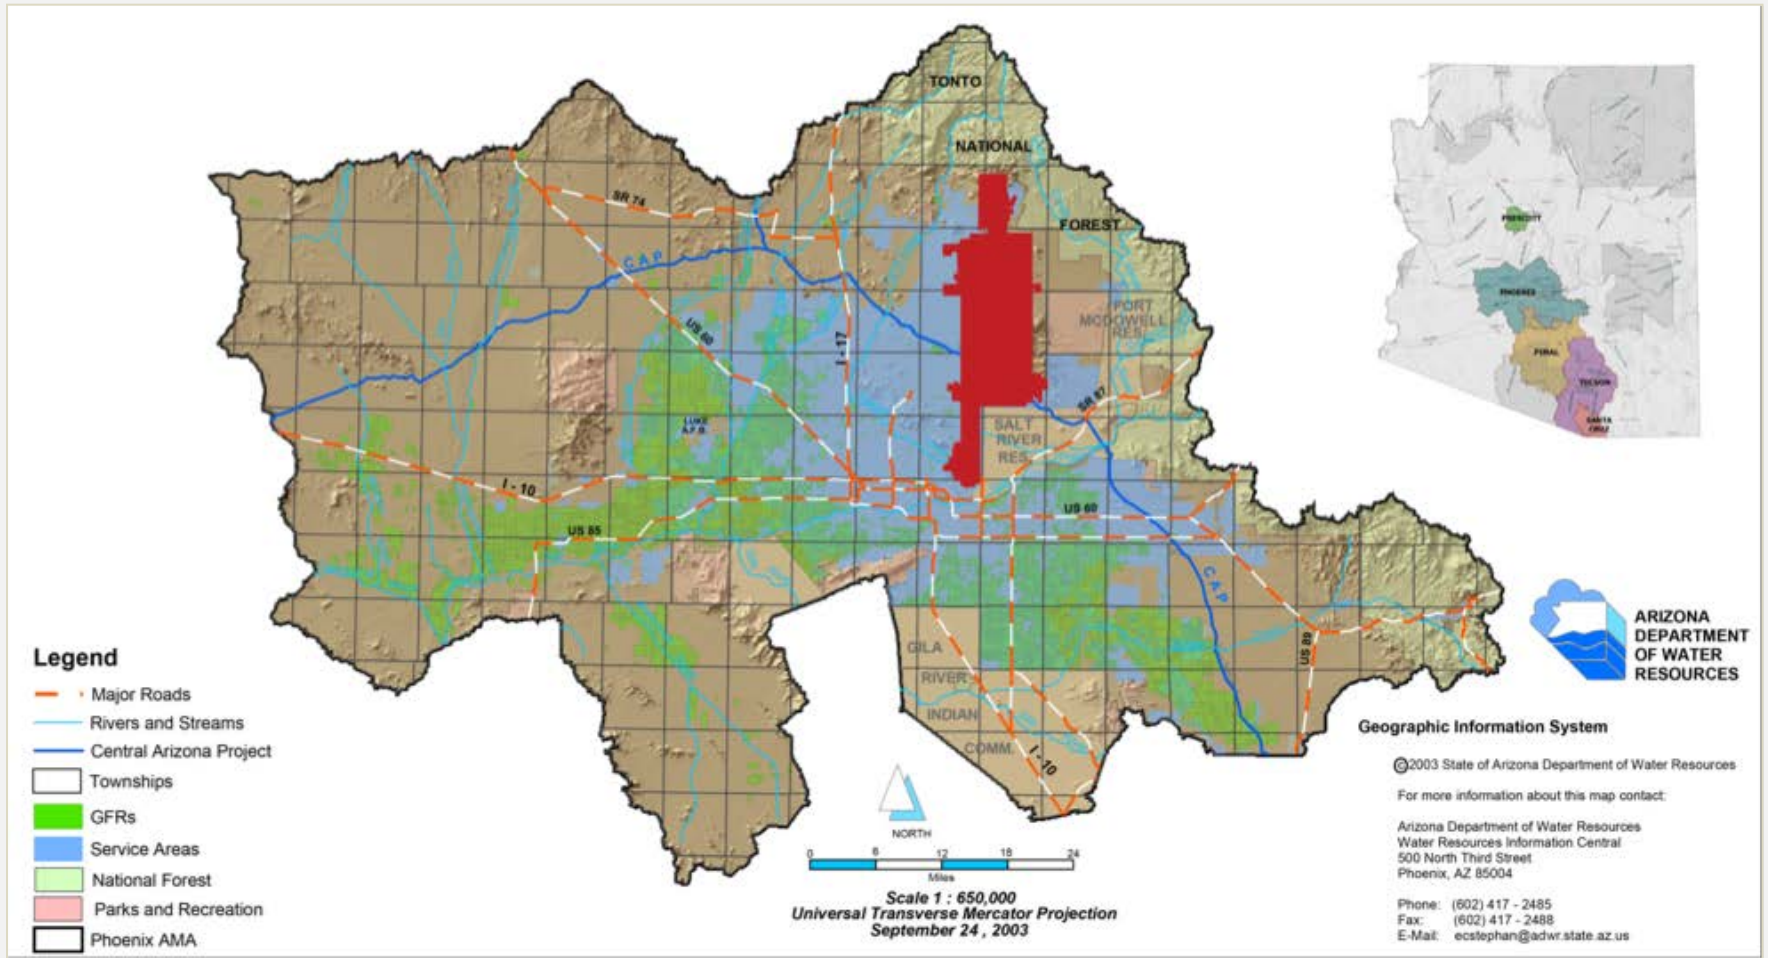 TONTO
NATIONAL
FOREST
SR 74
CAP
US 60
I - 17
FORT
MCDOWELL
RES.
SR 87
LUKE
A.F.B.
SALT
RIVER
RES.
I - 10
US 85
US 60
CAP
GILA
RIVER
INDIAN
COMM.
I - 10
US 89
PRESCOTT
PHOENIX
PINAL
TUCSON
SANTA
CRUZ
ARIZONA
DEPARTMENT
OF WATER
RESOURCES
Legend
Major Roads
Rivers and Streams
Central Arizona Project
Townships
GFRs
Service Areas
National Forest
Parks and Recreation
Phoenix AMA
NORTH
0 6 12 18 24
Miles
Scale 1 : 650,000
Universal Transverse Mercator Projection
September 24 , 2003
Geographic Information System
©2003 State of Arizona Department of Water Resources
For more information about this map contact:
Arizona Department of Water Resources
Water Resources Information Central
500 North Third Street
Phoenix, AZ 85004
Phone: (602) 417 - 2485
Fax: (602) 417 - 2488
E-Mail: ecstephan@adwr.state.az.us